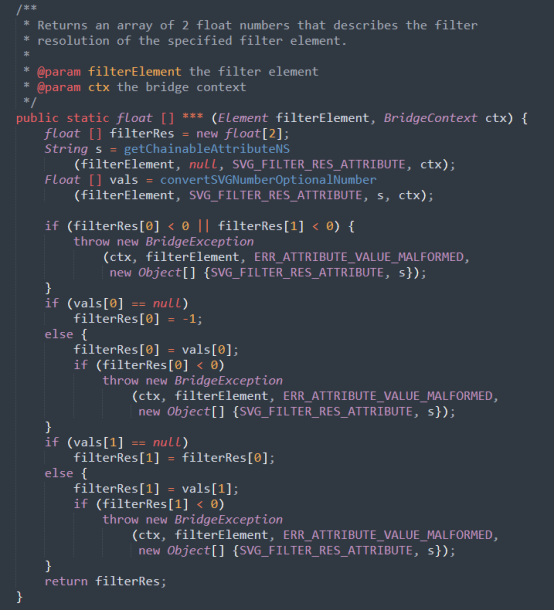 /**
 * Returns an array of 2 float numbers that describes the filter
 * resolution of the specified filter element.
 *
 * @param filterElement the filter element
 * @param ctx the bridge context
 */
public static float [] *** (Element filterElement, BridgeContext ctx) {
    float [] filterRes = new float[2];
    String s = getChainableAttributeNS
        (filterElement, null, SVG_FILTER_RES_ATTRIBUTE, ctx);
    Float [] vals = convertSVGNumberOptionalNumber
        (filterElement, SVG_FILTER_RES_ATTRIBUTE, s, ctx);

    if (filterRes[0] < 0 || filterRes[1] < 0) {
        throw new BridgeException
            (ctx, filterElement, ERR_ATTRIBUTE_VALUE_MALFORMED,
             new Object[] {SVG_FILTER_RES_ATTRIBUTE, s});
    }
    if (vals[0] == null)
        filterRes[0] = -1;
    else {
        filterRes[0] = vals[0];
        if (filterRes[0] < 0)
            throw new BridgeException
                (ctx, filterElement, ERR_ATTRIBUTE_VALUE_MALFORMED,
                 new Object[] {SVG_FILTER_RES_ATTRIBUTE, s});
    }
    if (vals[1] == null)
        filterRes[1] = filterRes[0];
    else {
        filterRes[1] = vals[1];
        if (filterRes[1] < 0)
            throw new BridgeException
                (ctx, filterElement, ERR_ATTRIBUTE_VALUE_MALFORMED,
                 new Object[] {SVG_FILTER_RES_ATTRIBUTE, s});
    }
    return filterRes;
}